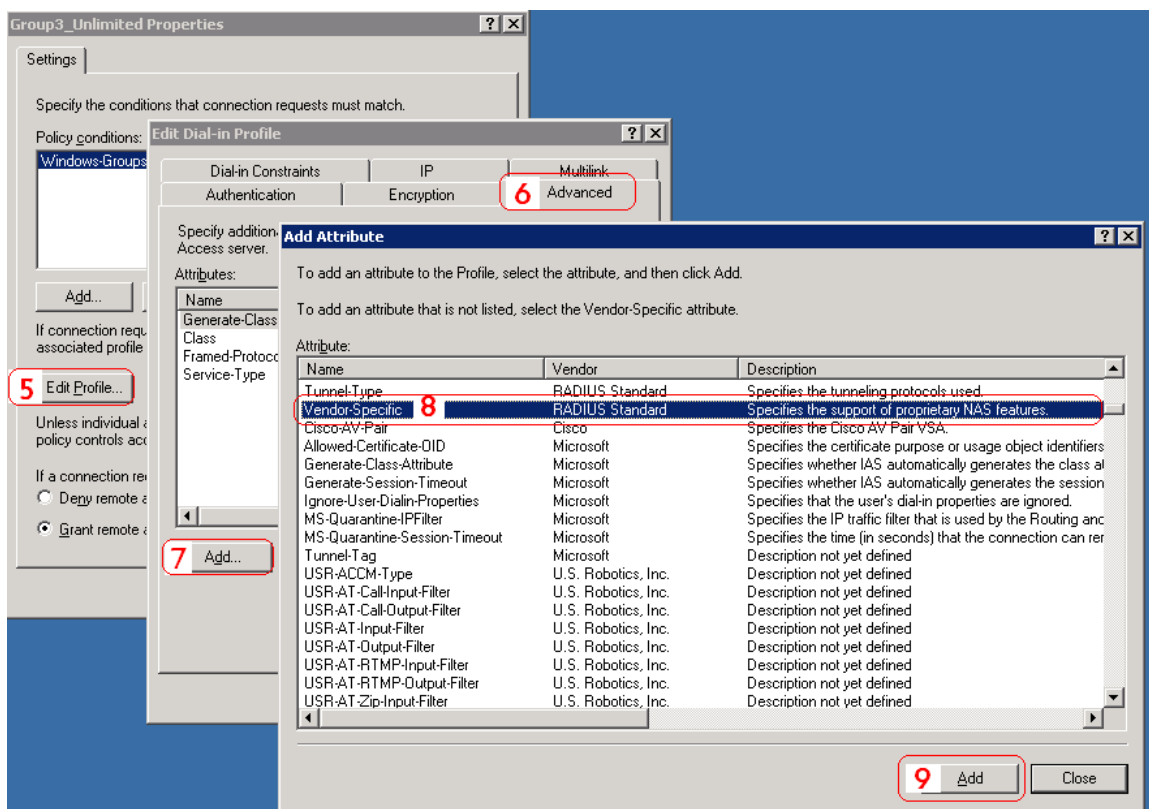 Group3_Unlimited Properties
Settings
Specify the conditions that connection requests must match.
Policy conditions:
Windows-Groups
Add...
If connection requ
associated profile
5 Edit Profile...
Unless individual
policy controls acc
If a connection re
Deny remote a
Grant remote a
Edit Dial-in Profile
Dial-in Constraints IP Multilink
Authentication Encryption 6 Advanced
Specify addition
Access server.
Attributes:
Name
Generate-Class
Class
Framed-Protoco
Service-Type
7 Add...
Add Attribute
To add an attribute to the Profile, select the attribute, and then click Add.
To add an attribute that is not listed, select the Vendor-Specific attribute.
Attribute:
Name Vendor Description
Tunnel-Type RADIUS Standard Specifies the tunneling protocols used.
Vendor-Specific 8 RADIUS Standard Specifies the support of proprietary NAS features.
Cisco-AV-Pair Cisco Specifies the Cisco AV Pair VSA.
Allowed-Certificate-OID Microsoft Specifies the certificate purpose or usage object identifiers
Generate-Class-Attribute Microsoft Specifies whether IAS automatically generates the class at
Generate-Session-Timeout Microsoft Specifies whether IAS automatically generates the session
Ignore-User-Dialin-Properties Microsoft Specifies that the user's dial-in properties are ignored.
MS-Quarantine-IPFilter Microsoft Specifies the IP traffic filter that is used by the Routing and
MS-Quarantine-Session-Timeout Microsoft Specifies the time (in seconds) that the connection can rer
Tunnel-Tag Microsoft Description not yet defined
USR-ACCM-Type U.S. Robotics, Inc. Description not yet defined
USR-AT-Call-Input-Filter U.S. Robotics, Inc. Description not yet defined
USR-AT-Call-Output-Filter U.S. Robotics, Inc. Description not yet defined
USR-AT-Input-Filter U.S. Robotics, Inc. Description not yet defined
USR-AT-Output-Filter U.S. Robotics, Inc. Description not yet defined
USR-AT-RTMP-Input-Filter U.S. Robotics, Inc. Description not yet defined
USR-AT-RTMP-Output-Filter U.S. Robotics, Inc. Description not yet defined
USR-AT-Zip-Input-Filter U.S. Robotics, Inc. Description not yet defined
9 Add Close